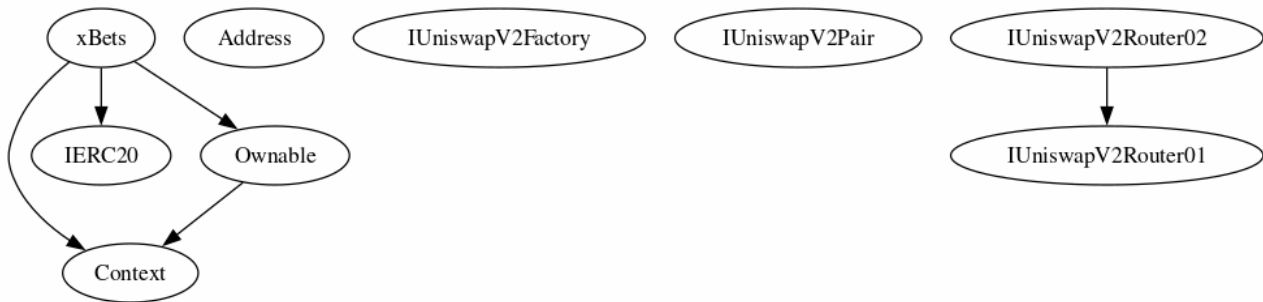 xBets
Address
IUniswapV2Factory
IUniswapV2Pair
IUniswapV2Router02
IERC20
Ownable
IUniswapV2Router01
Context